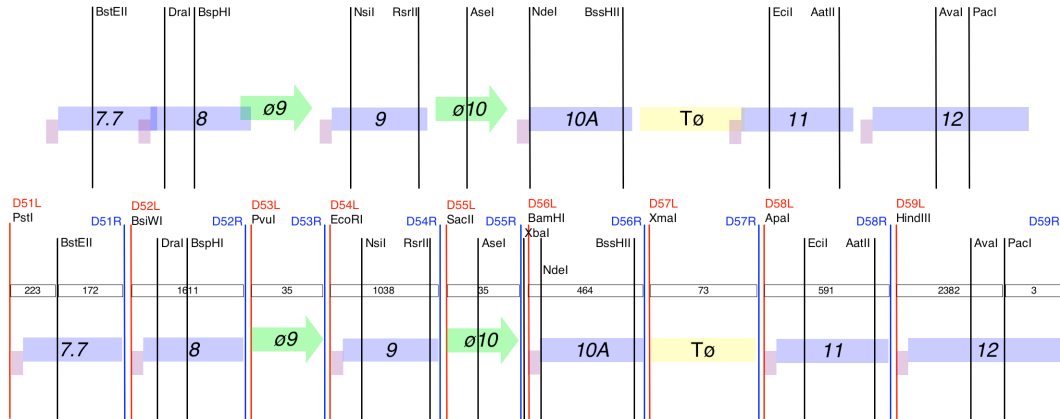 BstEII DraI BspHI NsiI RsrII AseI NdeI BssHII EciI AatII AvaI PacI
7.7 8 ø9 9 ø10 10A Tø 11 12
D51L D52L D53L D54L D55L D56L D57L D58L D59L
PstI D51R BsiWI D52R PvuI D53R EcoRI D54R SacII D55R BamHI D56R XmaI D57R ApaI D58R HindIII D59R
XbaI
BstEII DraI BspHI NsiI RsrII AseI BssHII EciI AatII AvaI PacI
NdeI
223 172 1611 35 1038 35 464 73 591 2382 3
7.7 8 ø9 9 ø10 10A Tø 11 12